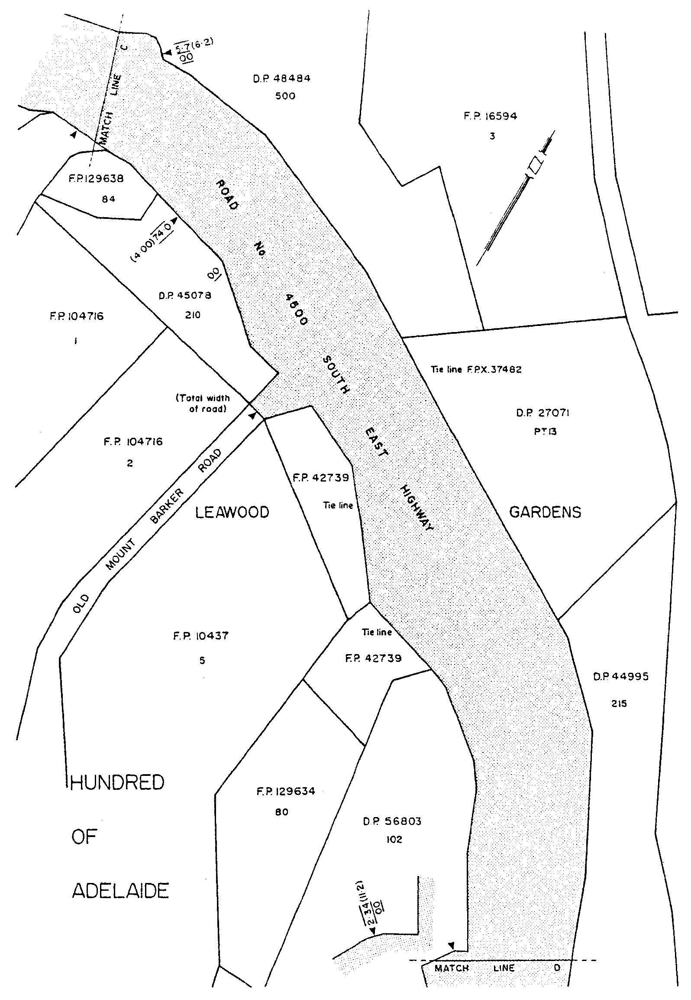 MATCH LINE C
5·7(6·2)
00
D.P. 48484
500
F.P. 16594
3
F.P.129638
84
(4·00)74·0
00
D.P. 45078
210
F.P. 104716
1
ROAD No. 4600 SOUTH EAST HIGHWAY
Tie line F.P.X.37482
(Total width
of road)
D.P. 27071
PT13
F.P. 104716
2
OLD MOUNT BARKER ROAD
F.P. 42739
Tie line
LEAWOOD GARDENS
F.P. 10437
5
Tie line
F.P. 42739
D.P. 44995
215
HUNDRED
OF
ADELAIDE
F.P. 129634
80
D.P. 56803
102
2·34(11·2)
00
MATCH LINE D